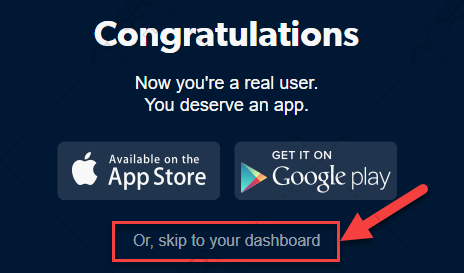 Congratulations
Now you're a real user.
You deserve an app.
Available on the
App Store
GET IT ON
Google play
Or, skip to your dashboard